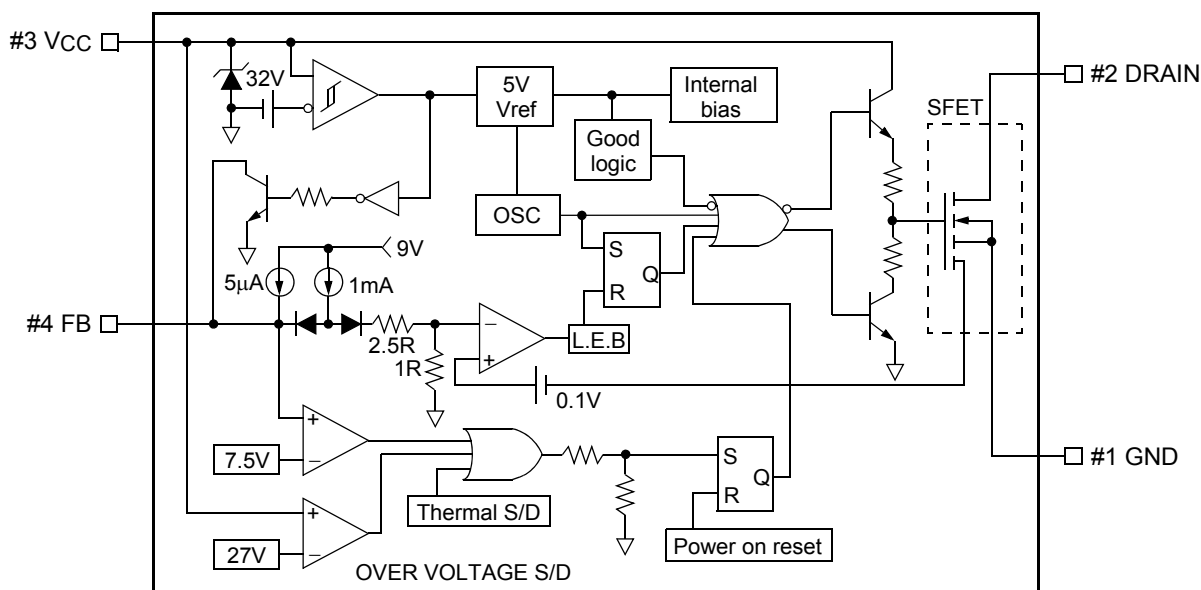 #3 VCC
32V
5V
Vref
Internal
bias
#2 DRAIN
SFET
Good
logic
OSC
9V
5μA
1mA
S
Q
R
#4 FB
2.5R
−
+
L.E.B
1R
0.1V
+
7.5V
−
S
Q
R
#1 GND
Thermal S/D
+
27V
−
Power on reset
OVER VOLTAGE S/D